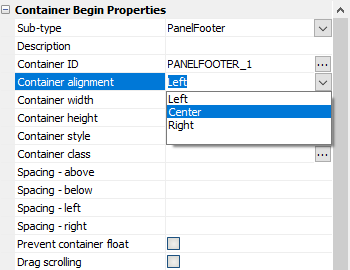 Container Begin Properties
Sub-type PanelFooter
Description
Container ID PANELFOOTER_1 ...
Container alignment Left
Container width Left
Container height Center
Container style Right
Container class ...
Spacing - above
Spacing - below
Spacing - left
Spacing - right
Prevent container float
Drag scrolling